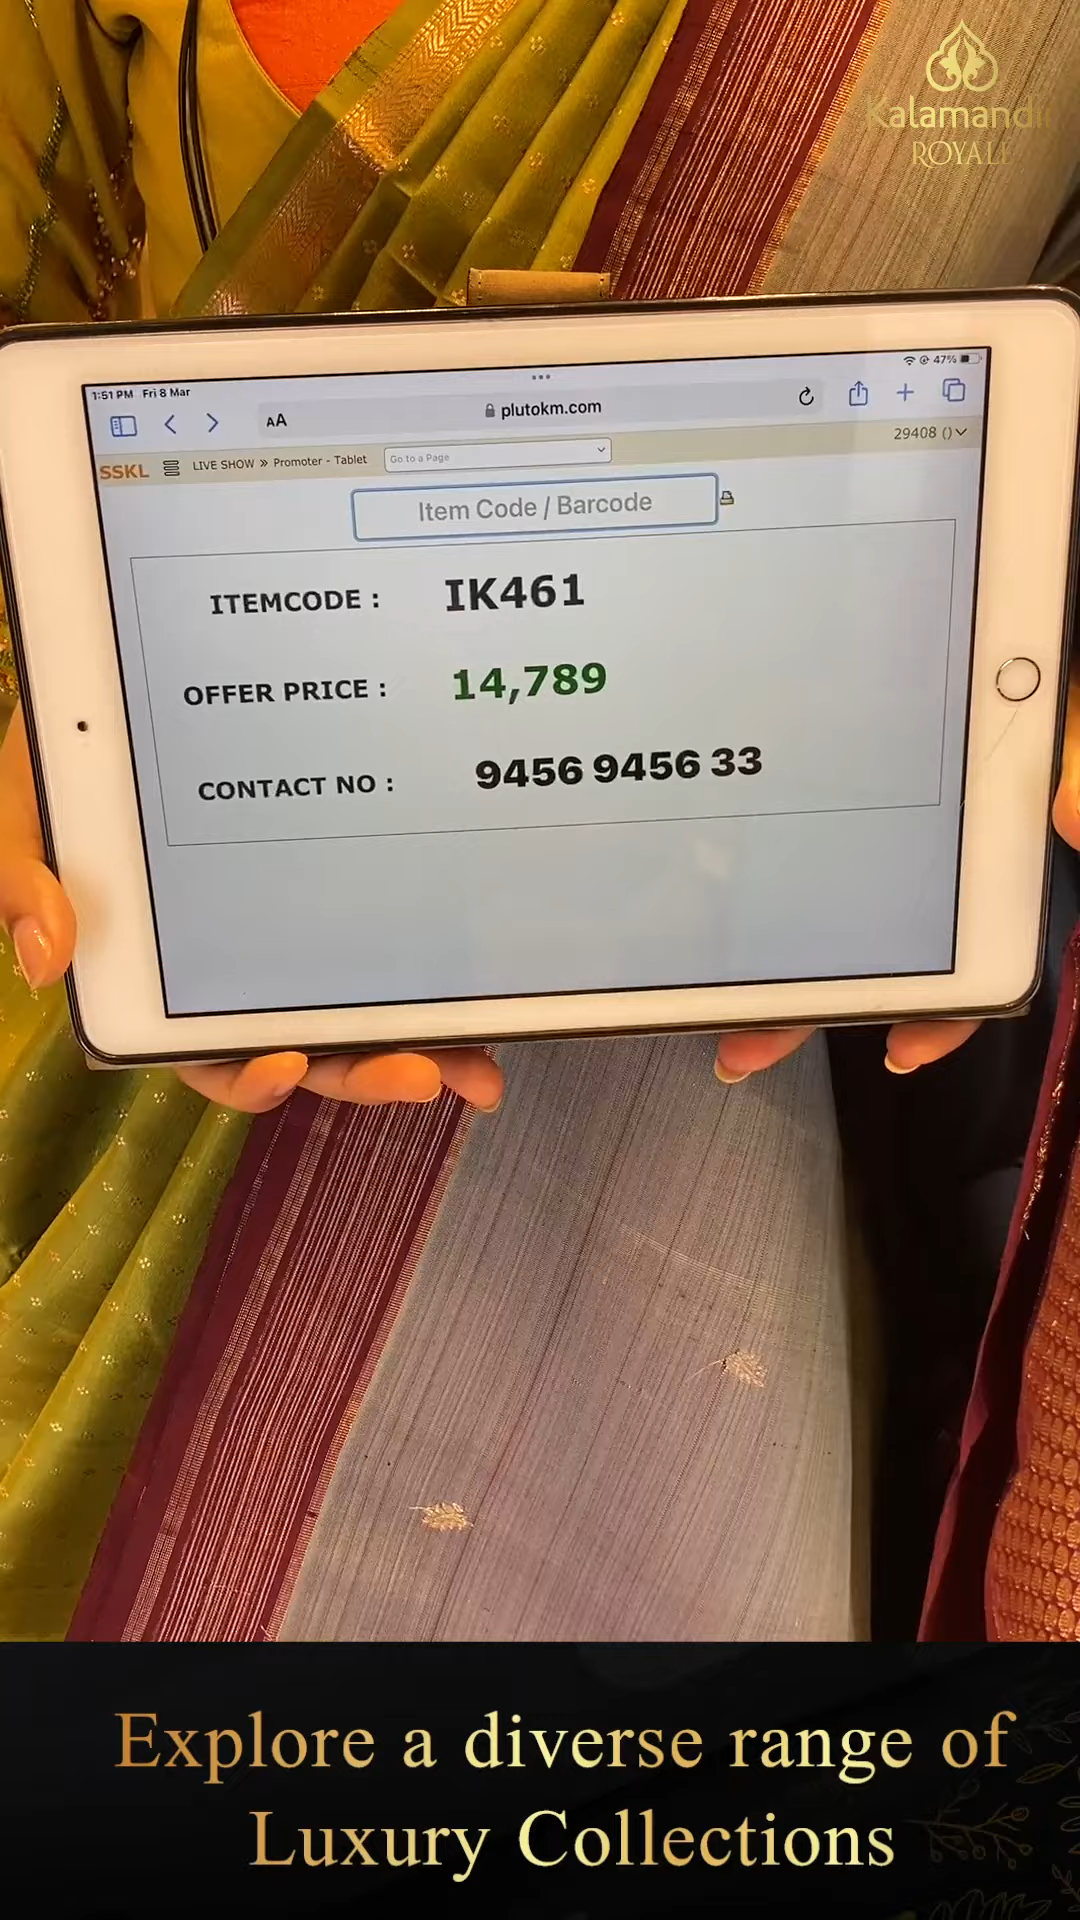 Kalamandir
ROYALE
1:51 PM Fri 8 Mar
47%
AA
plutokm.com
29408 ()
SSKL
LIVE SHOW » Promoter - Tablet
Go to a Page
Item Code / Barcode
ITEMCODE : IK461
OFFER PRICE : 14,789
CONTACT NO : 9456 9456 33
Explore a diverse range of
Luxury Collections